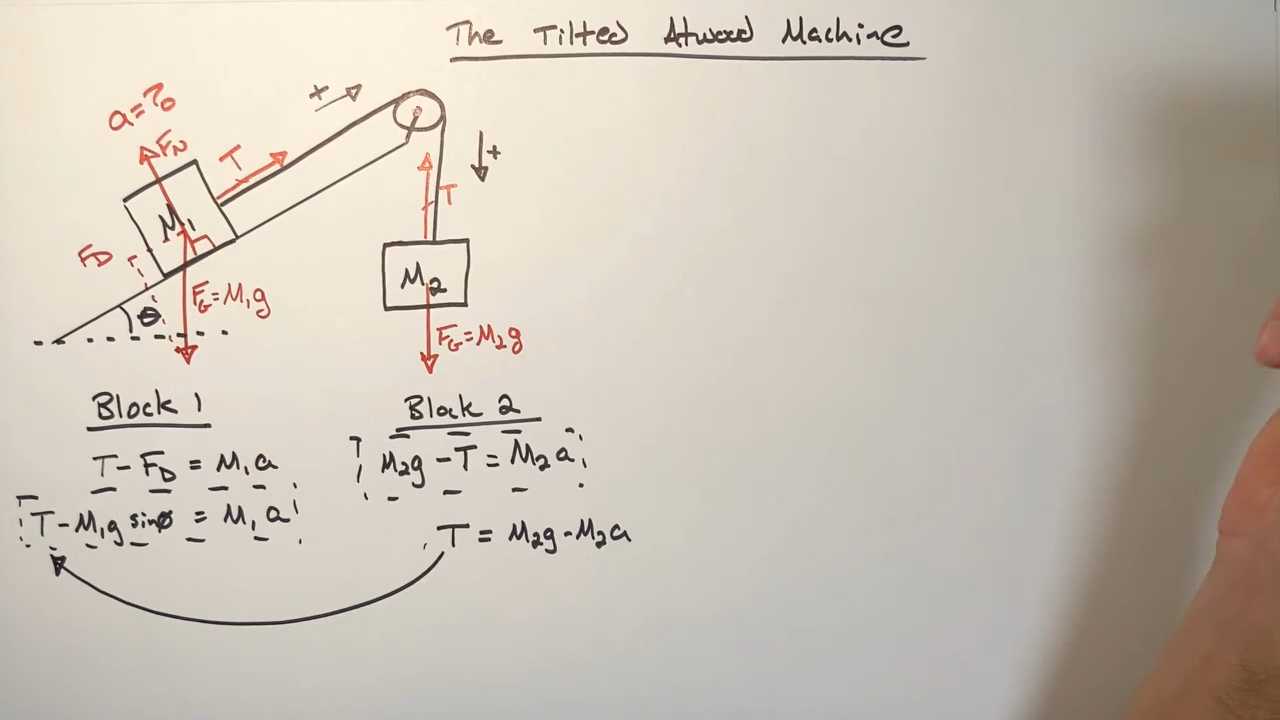 The Tilted Atwood Machine
a=?
+
FN
T
M₁
FD
FG=M₁g
θ
+
T
M₂
FG=M₂g
Block 1
T-FD = M₁a
T-M₁g sinθ = M₁a
Block 2
M₂g -T = M₂a
T = M₂g-M₂a